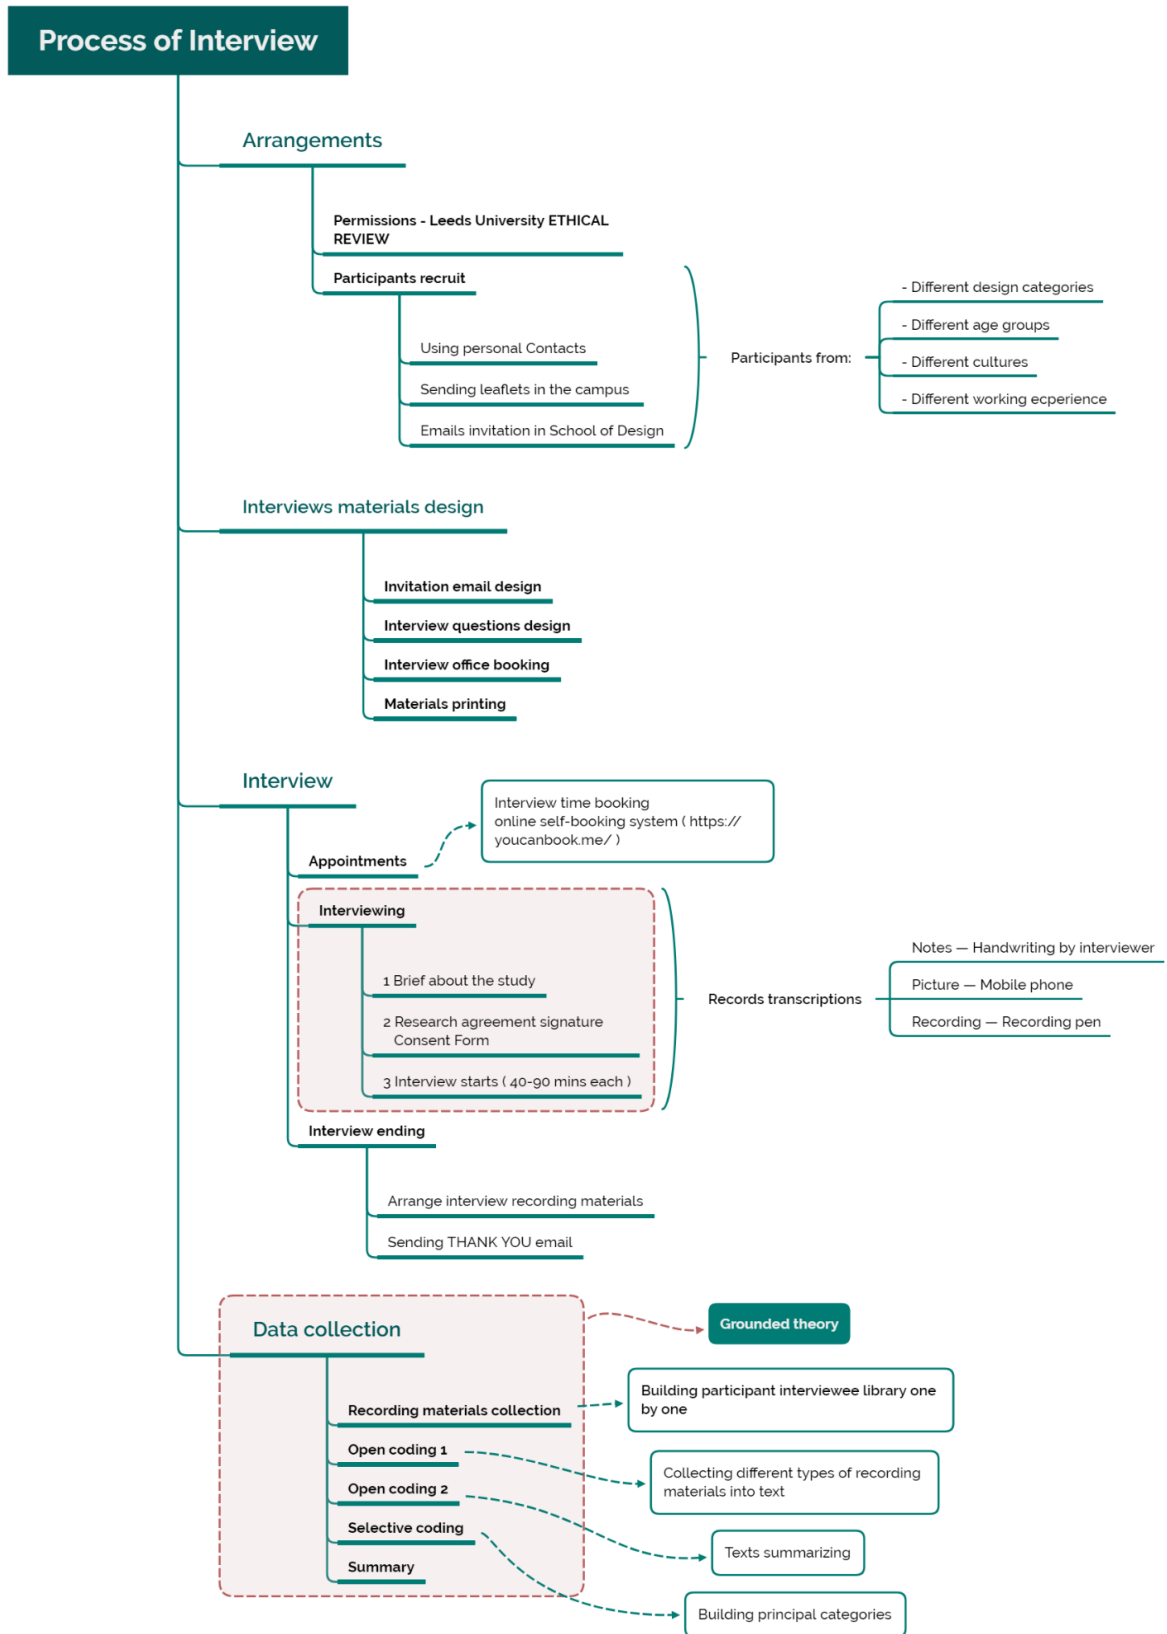 Process of Interview
Arrangements
Permissions - Leeds University ETHICAL
REVIEW
Participants recruit
Using personal Contacts
Sending leaflets in the campus
Emails invitation in School of Design
Participants from:
- Different design categories
- Different age groups
- Different cultures
- Different working ecperience
Interviews materials design
Invitation email design
Interview questions design
Interview office booking
Materials printing
Interview
Appointments
Interview time booking
online self-booking system ( https://
youcanbook.me/ )
Interviewing
1 Brief about the study
2 Research agreement signature
Consent Form
3 Interview starts ( 40-90 mins each )
Records transcriptions
Notes — Handwriting by interviewer
Picture — Mobile phone
Recording — Recording pen
Interview ending
Arrange interview recording materials
Sending THANK YOU email
Data collection
Grounded theory
Recording materials collection
Building participant interviewee library one
by one
Open coding 1
Collecting different types of recording
materials into text
Open coding 2
Texts summarizing
Selective coding
Building principal categories
Summary